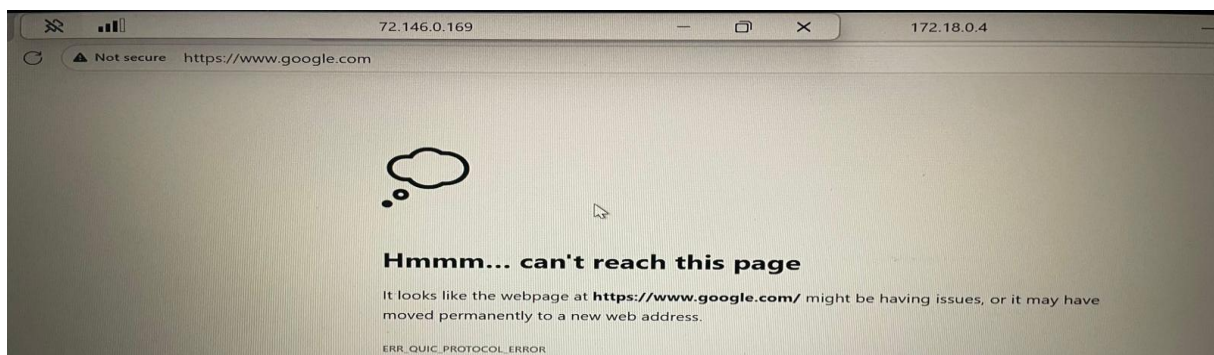 72.146.0.169
172.18.0.4
Not secure https://www.google.com
Hmmm... can't reach this page
It looks like the webpage at https://www.google.com/ might be having issues, or it may have
moved permanently to a new web address.
ERR_QUIC_PROTOCOL_ERROR